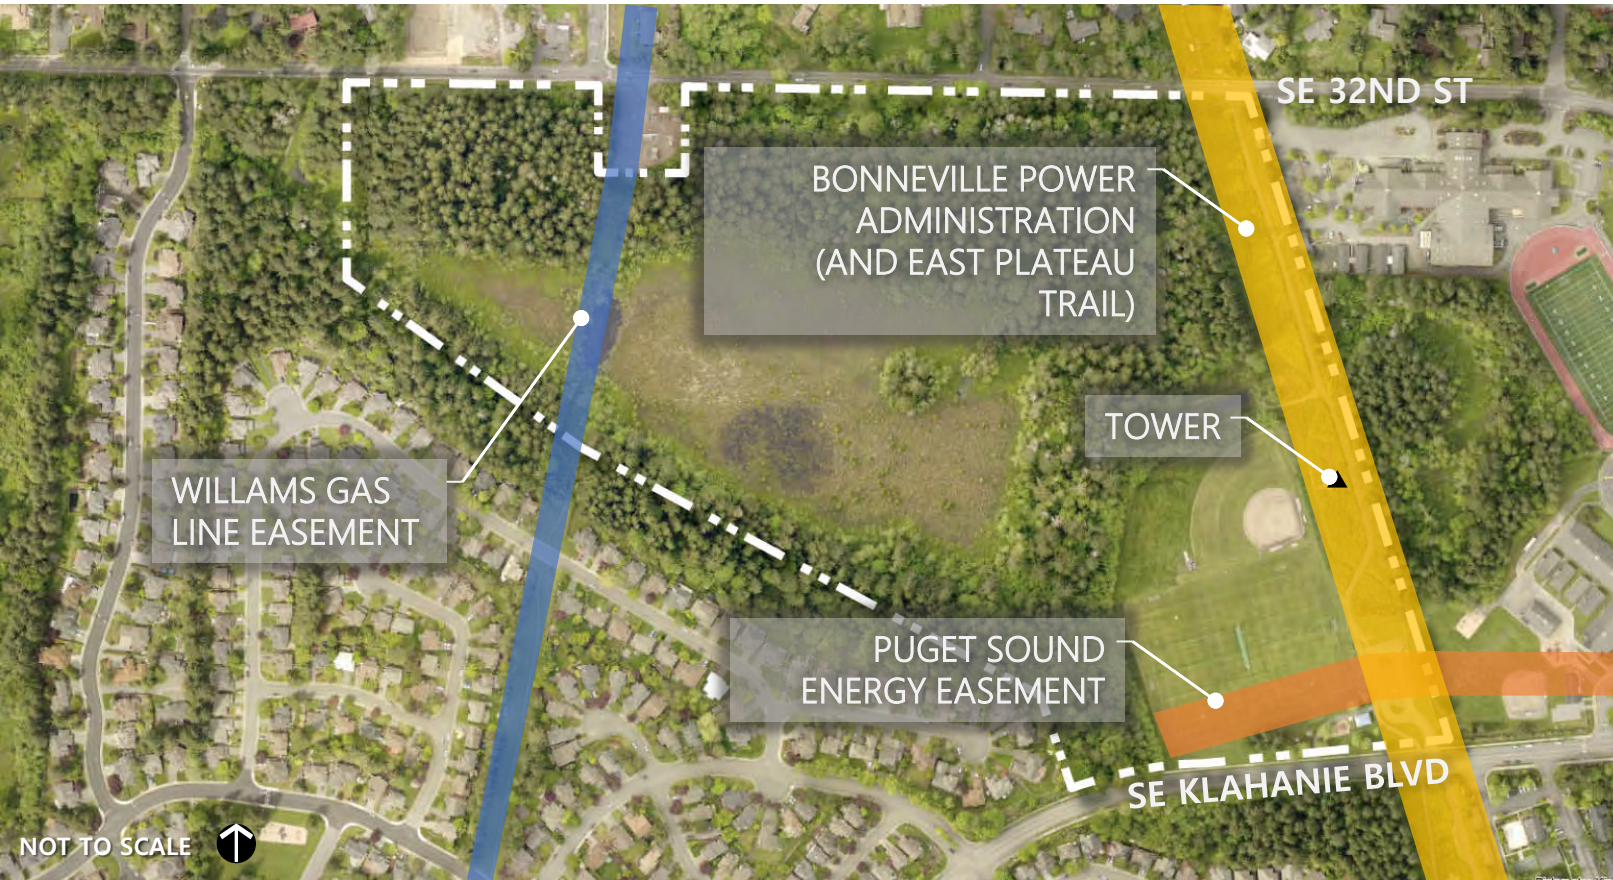 SE 32ND ST
BONNEVILLE POWER
ADMINISTRATION
(AND EAST PLATEAU
TRAIL)
TOWER
WILLAMS GAS
LINE EASEMENT
PUGET SOUND
ENERGY EASEMENT
SE KLAHANIE BLVD
NOT TO SCALE